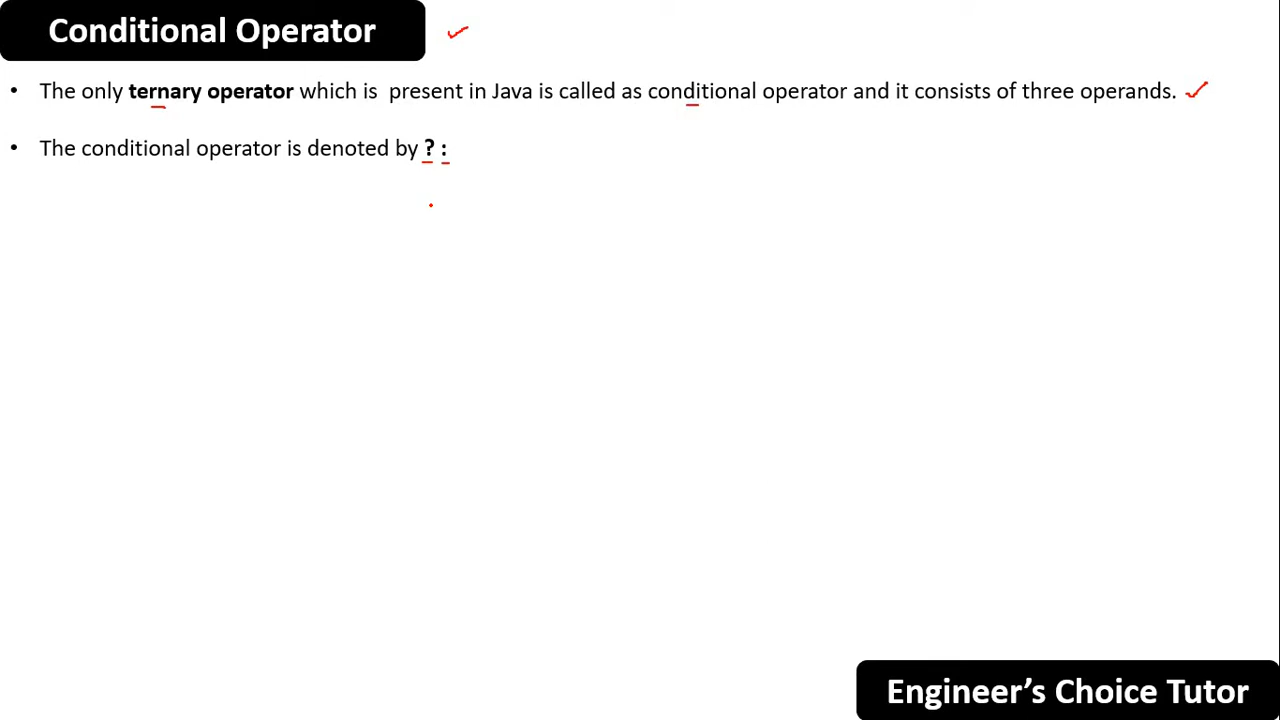 Conditional Operator
• The only ternary operator which is present in Java is called as conditional operator and it consists of three operands.
• The conditional operator is denoted by ? :
Engineer’s Choice Tutor